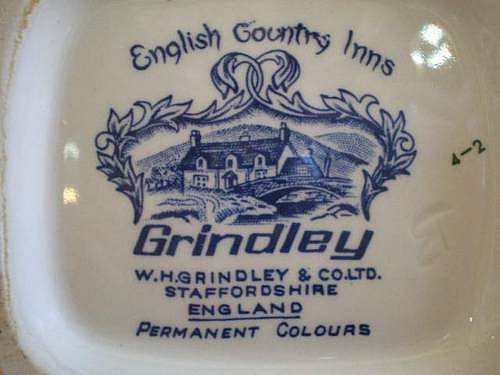 English Country Inns
4-2
Grindley
W.H.GRINDLEY & CO.LTD.
STAFFORDSHIRE
ENGLAND
PERMANENT COLOURS